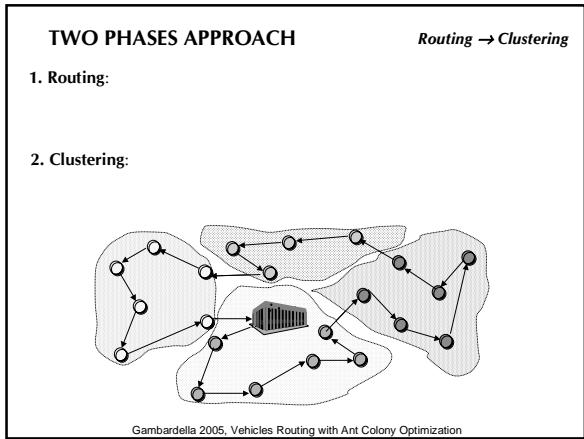 TWO PHASES APPROACH
Routing → Clustering
1. Routing:
2. Clustering:
Gambardella 2005, Vehicles Routing with Ant Colony Optimization